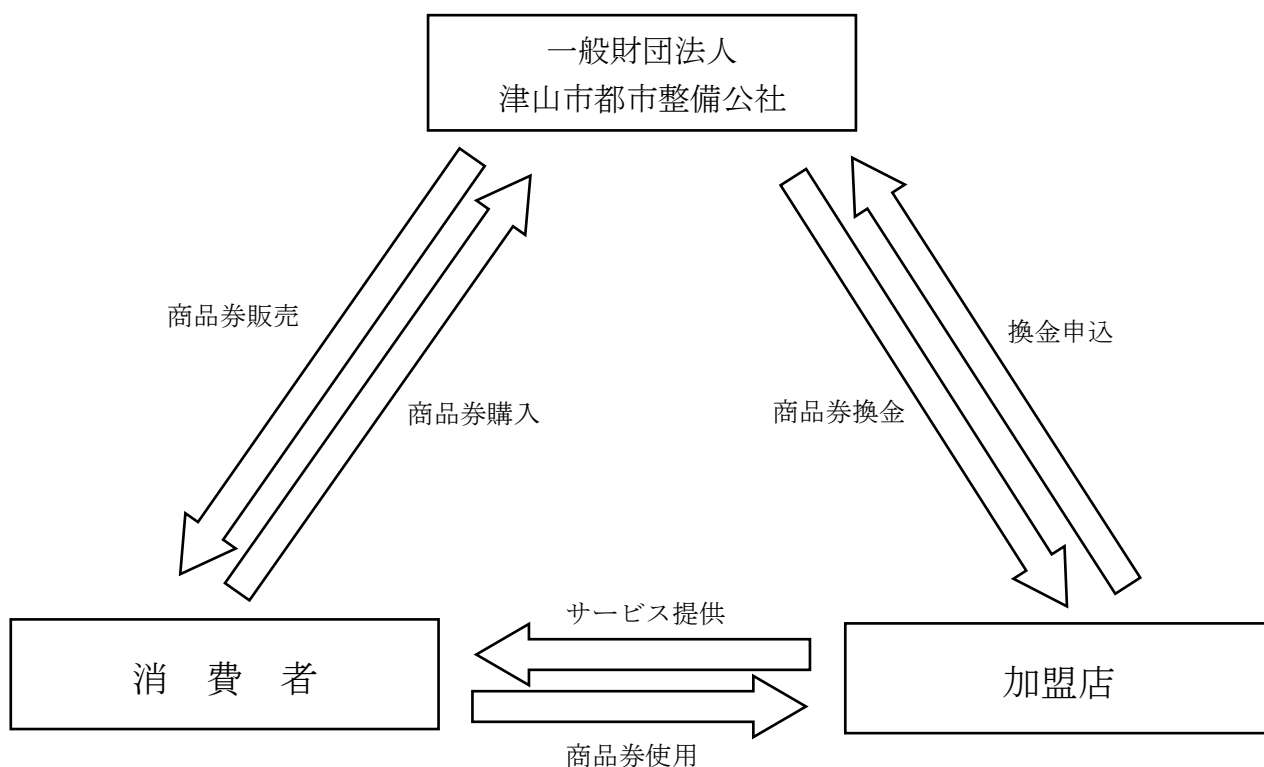 一般財団法人
津山市都市整備公社
商品券販売
換金申込
商品券購入
商品券換金
サービス提供
消　費　者
加盟店
商品券使用